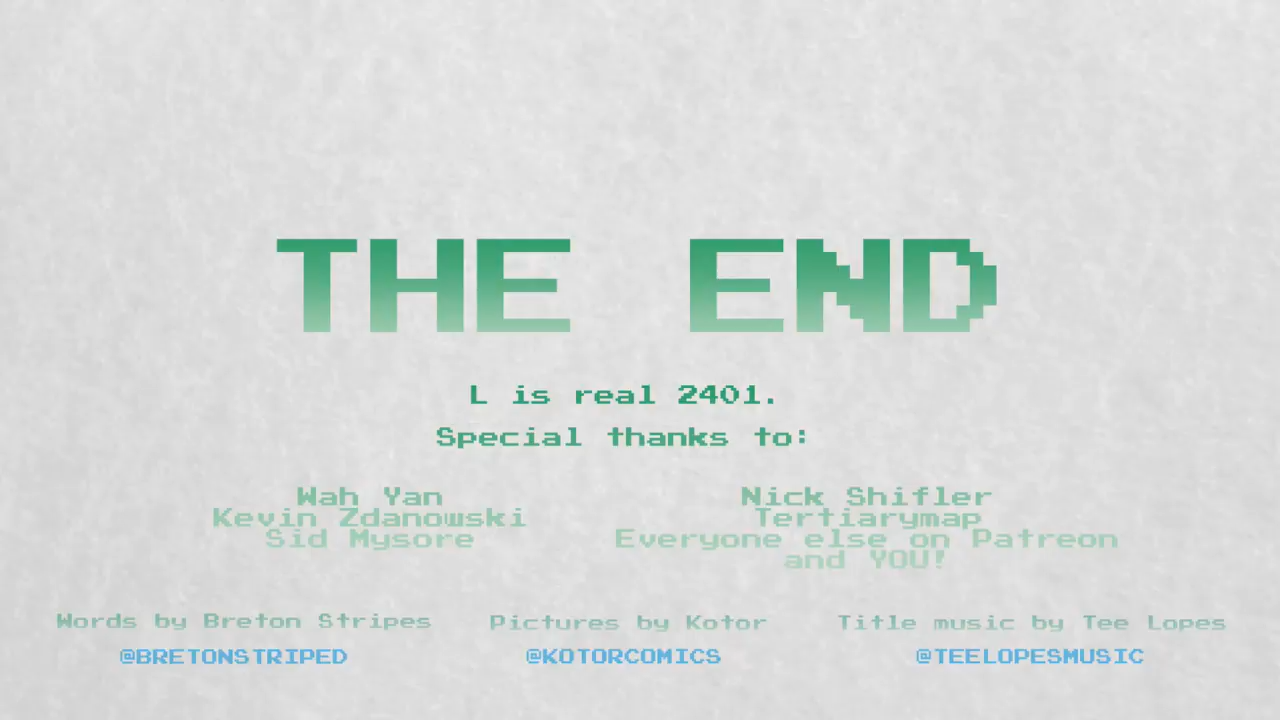 THE END
L is real 2401.
Special thanks to:
Wah Yan
Kevin Zdanowski
Sid Mysore
Nick Shifler
Tertiarymap
Everyone else on Patreon
and YOU!
Words by Breton Stripes
@BRETONSTRIPED
Pictures by Kotor
@KOTORCOMICS
Title music by Tee Lopes
@TEELOPESMUSIC